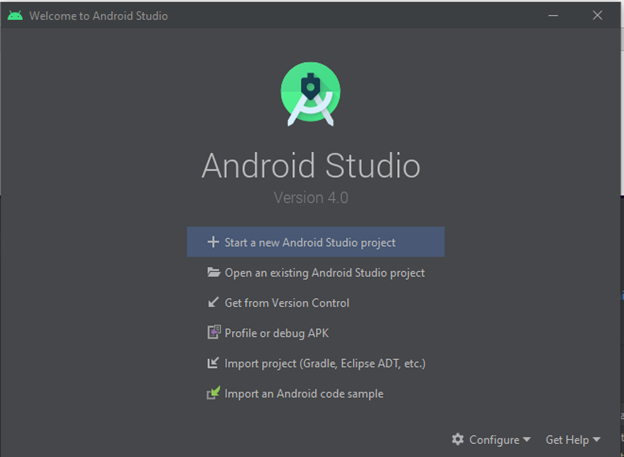 Welcome to Android Studio
Android Studio
Version 4.0
Start a new Android Studio project
Open an existing Android Studio project
Get from Version Control
Profile or debug APK
Import project (Gradle, Eclipse ADT, etc.)
Import an Android code sample
Configure
Get Help